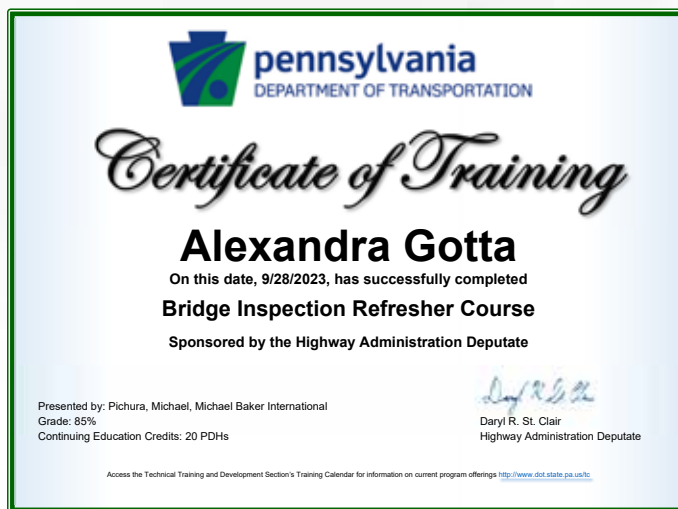 pennsylvania
DEPARTMENT OF TRANSPORTATION
Certificate of Training
Alexandra Gotta
On this date, 9/28/2023, has successfully completed
Bridge Inspection Refresher Course
Sponsored by the Highway Administration Deputate
Presented by: Pichura, Michael, Michael Baker International
Grade: 85%
Continuing Education Credits: 20 PDHs
Daryl R. St. Clair
Daryl R. St. Clair
Highway Administration Deputate
Access the Technical Training and Development Section's Training Calendar for information on current program offerings http://www.dot.state.pa.us/tc